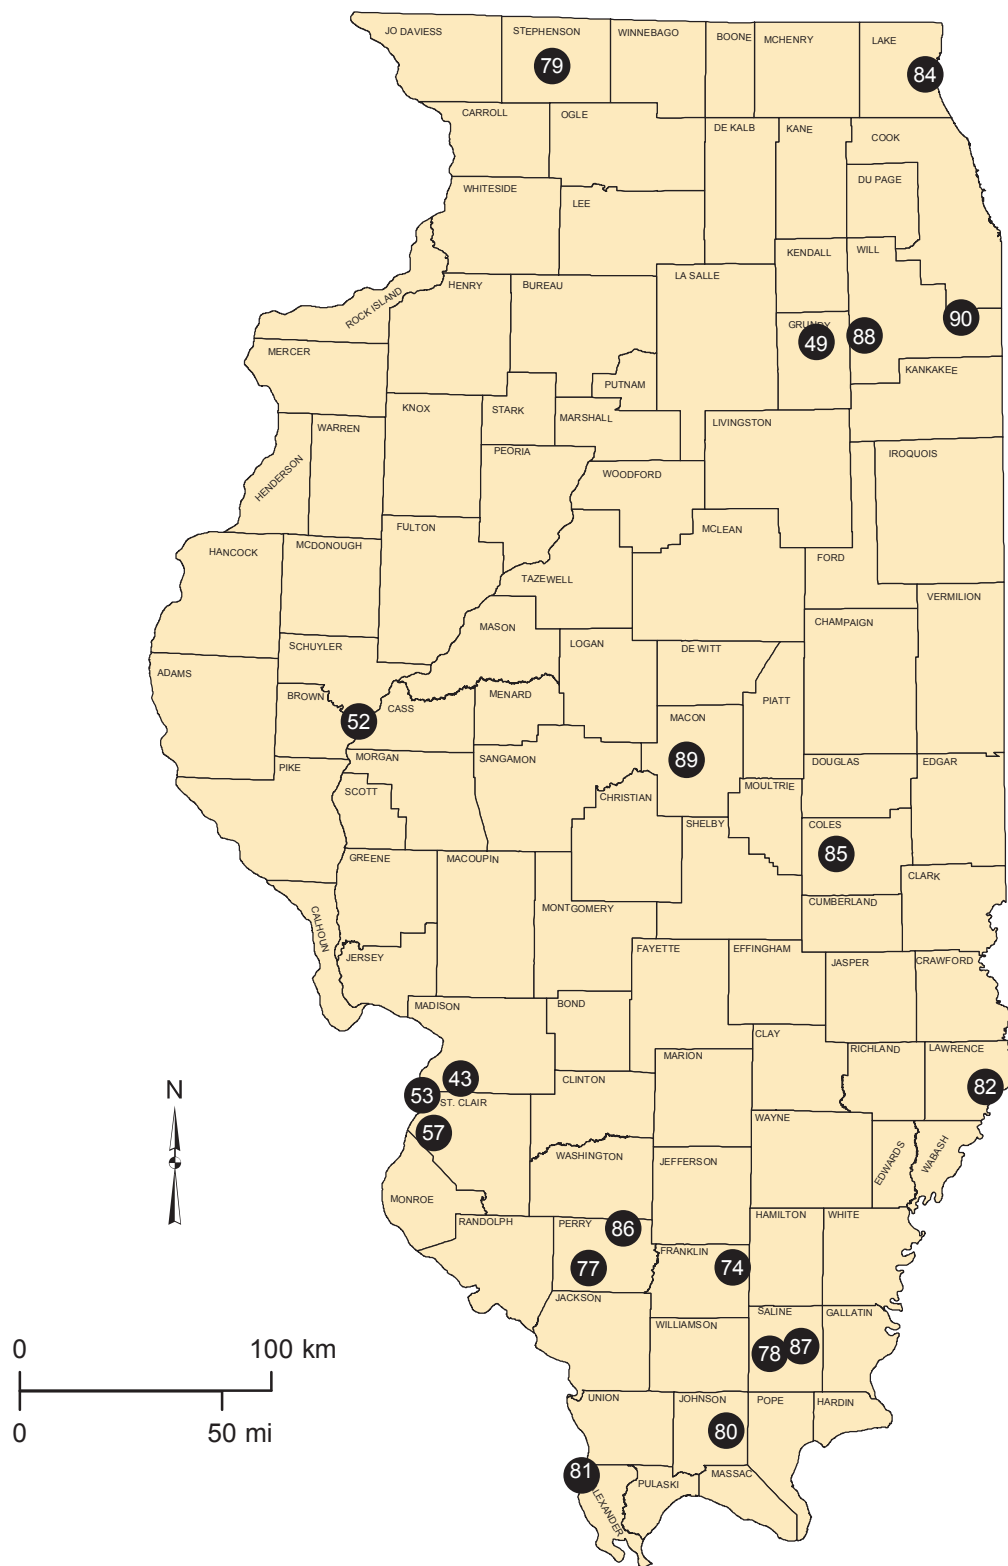 JO DAVIESS
STEPHENSON
WINNEBAGO
BOONE
MCHENRY
LAKE
79
84
CARROLL
OGLE
DE KALB
KANE
COOK
DU PAGE
WHITESIDE
LEE
KENDALL
WILL
LA SALLE
HENRY
BUREAU
ROCK ISLAND
90
GRUNDY
49
88
MERCER
KANKAKEE
PUTNAM
KNOX
STARK
MARSHALL
LIVINGSTON
WARREN
PEORIA
IROQUOIS
HENDERSON
WOODFORD
FULTON
MCLEAN
HANCOCK
MCDONOUGH
FORD
TAZEWELL
VERMILION
MASON
CHAMPAIGN
SCHUYLER
LOGAN
DE WITT
ADAMS
BROWN
CASS
MENARD
PIATT
52
MACON
MORGAN
SANGAMON
89
DOUGLAS
EDGAR
PIKE
SCOTT
CHRISTIAN
MOULTRIE
SHELBY
COLES
85
GREENE
MACOUPIN
CLARK
CUMBERLAND
CALHOUN
MONTGOMERY
JERSEY
FAYETTE
EFFINGHAM
JASPER
CRAWFORD
MADISON
BOND
CLAY
RICHLAND
LAWRENCE
MARION
43
CLINTON
82
53
ST. CLAIR
N
57
WAYNE
EDWARDS
WABASH
WASHINGTON
JEFFERSON
MONROE
RANDOLPH
PERRY
86
HAMILTON
WHITE
77
FRANKLIN
74
JACKSON
SALINE
GALLATIN
WILLIAMSON
78
87
0
100 km
0
50 mi
UNION
JOHNSON
POPE
HARDIN
80
81
PULASKI
MASSAC
LEXANDER